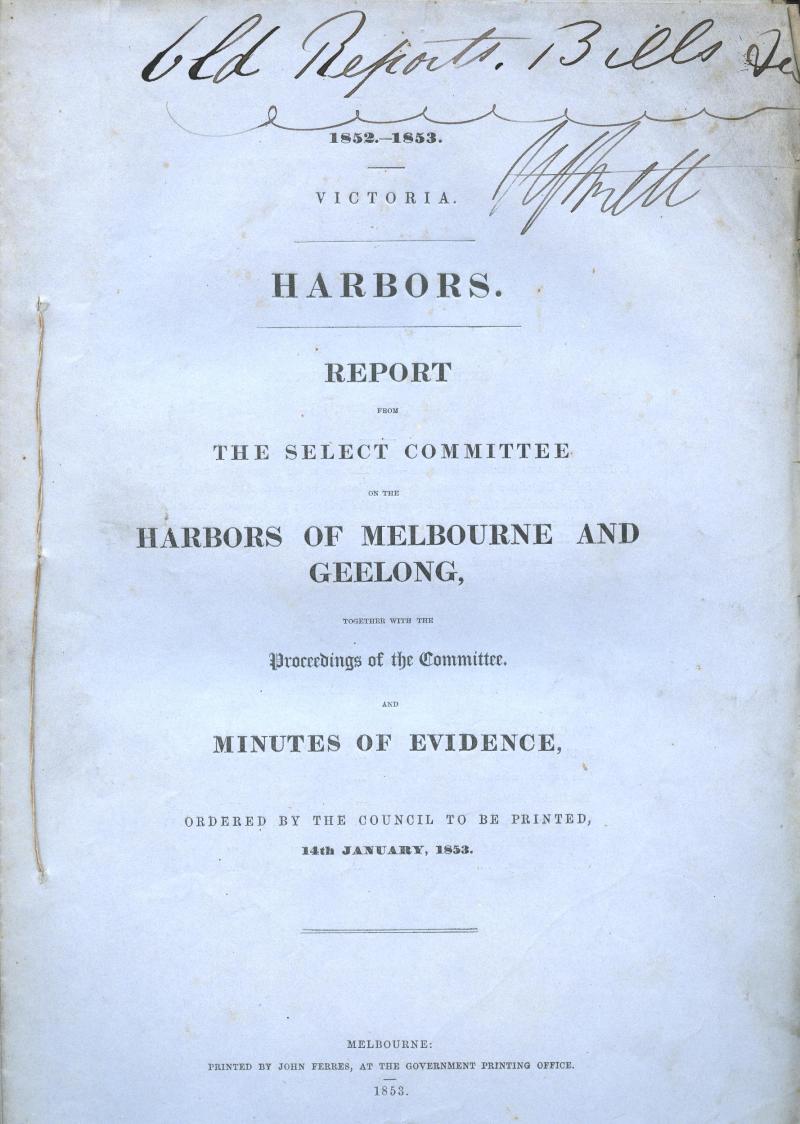 Old Reports. Bills
1852.–1853.
VICTORIA.
HARBORS.
REPORT
FROM
THE SELECT COMMITTEE
ON THE
HARBORS OF MELBOURNE AND
GEELONG,
TOGETHER WITH THE
Proceedings of the Committee.
AND
MINUTES OF EVIDENCE,
ORDERED BY THE COUNCIL TO BE PRINTED,
14th JANUARY, 1853.
MELBOURNE:
PRINTED BY JOHN FERRES, AT THE GOVERNMENT PRINTING OFFICE.
1853.